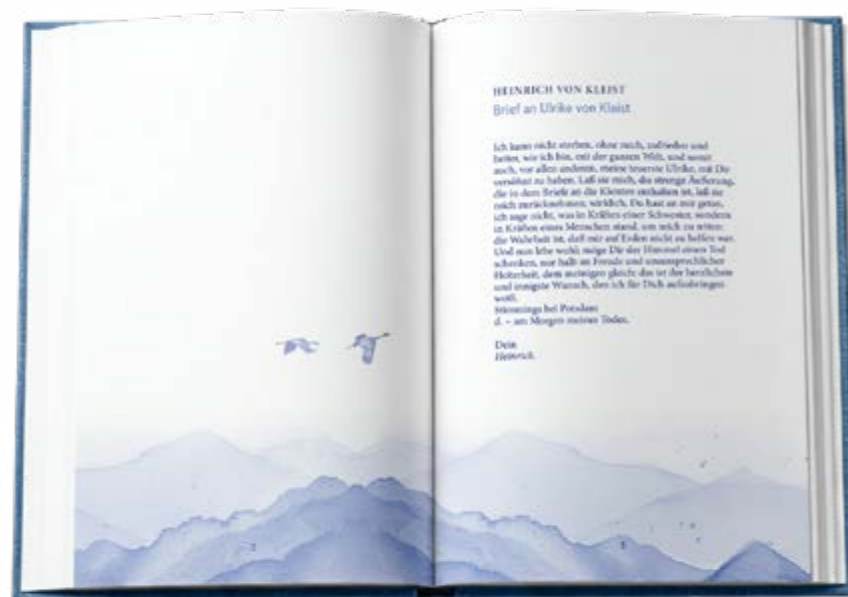 HEINRICH VON KLEIST
Brief an Ulrike von Kleist
Ich kann nicht sterben, ohne mich, zufrieden und
heiter, wie ich bin, mit der ganzen Welt, und somit
auch, vor allen anderen, meine teuerste Ulrike, mit Dir
versöhnt zu haben. Laß sie mich, die strenge Äußerung,
die in dem Briefe an die Kleisten enthalten ist, laß sie
mich zurücknehmen; wirklich, Du hast an mir getan,
ich sage nicht, was in Kräften einer Schwester, sondern
in Kräften eines Menschen stand, um mich zu retten:
die Wahrheit ist, daß mir auf Erden nicht zu helfen war.
Und nun lebe wohl; möge Dir der Himmel einen Tod
schenken, nur halb an Freude und unaussprechlicher
Heiterkeit, dem meinigen gleich: das ist der herzlichste
und innigste Wunsch, den ich für Dich aufzubringen
weiß.
Stimmings bei Potsdam
d. – am Morgen meines Todes.
Dein
Heinrich.